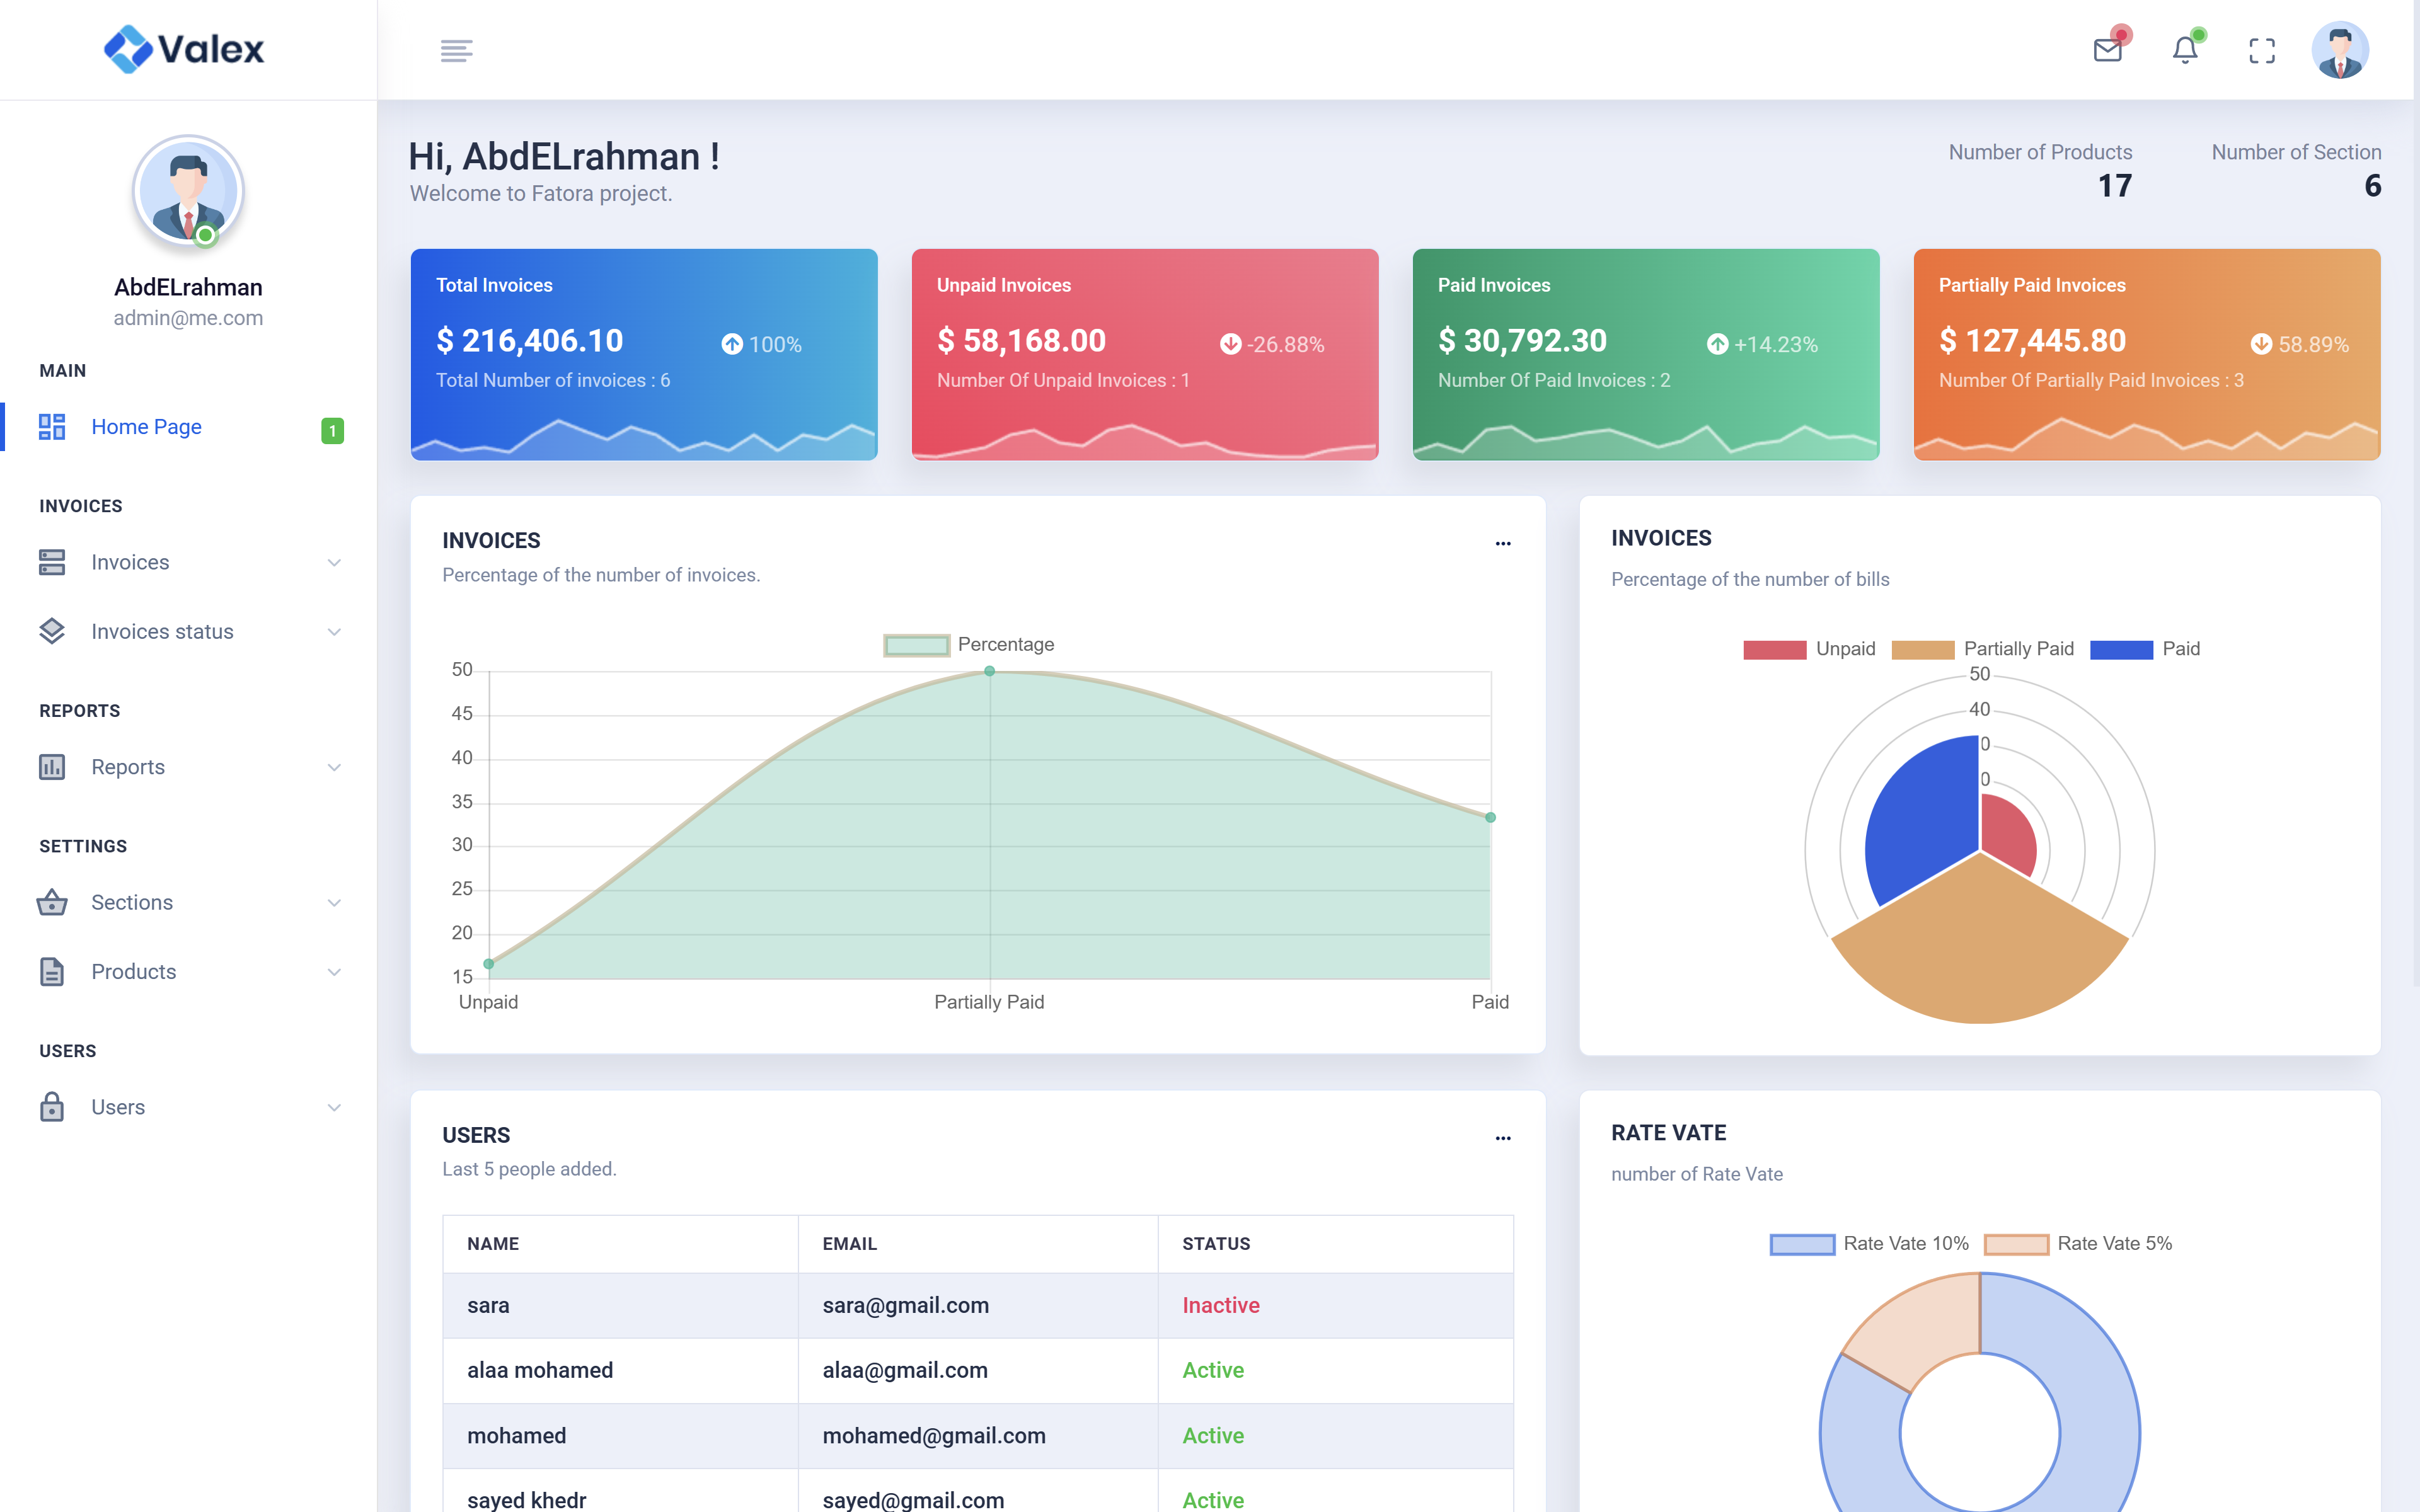 Valex
AbdELrahman
admin@me.com
MAIN
Home Page 1
INVOICES
Invoices
Invoices status
REPORTS
Reports
SETTINGS
Sections
Products
USERS
Users
Hi, AbdELrahman !
Welcome to Fatora project.
Number of Products
17
Number of Section
6
Total Invoices
$ 216,406.10 100%
Total Number of invoices : 6
Unpaid Invoices
$ 58,168.00 -26.88%
Number Of Unpaid Invoices : 1
Paid Invoices
$ 30,792.30 +14.23%
Number Of Paid Invoices : 2
Partially Paid Invoices
$ 127,445.80 58.89%
Number Of Partially Paid Invoices : 3
INVOICES ...
Percentage of the number of invoices.
Percentage
50
45
40
35
30
25
20
15
Unpaid Partially Paid Paid
INVOICES
Percentage of the number of bills
Unpaid Partially Paid Paid
50
40
0
0
USERS ...
Last 5 people added.
NAME EMAIL STATUS
sara sara@gmail.com Inactive
alaa mohamed alaa@gmail.com Active
mohamed mohamed@gmail.com Active
sayed khedr sayed@gmail.com Active
RATE VATE
number of Rate Vate
Rate Vate 10% Rate Vate 5%